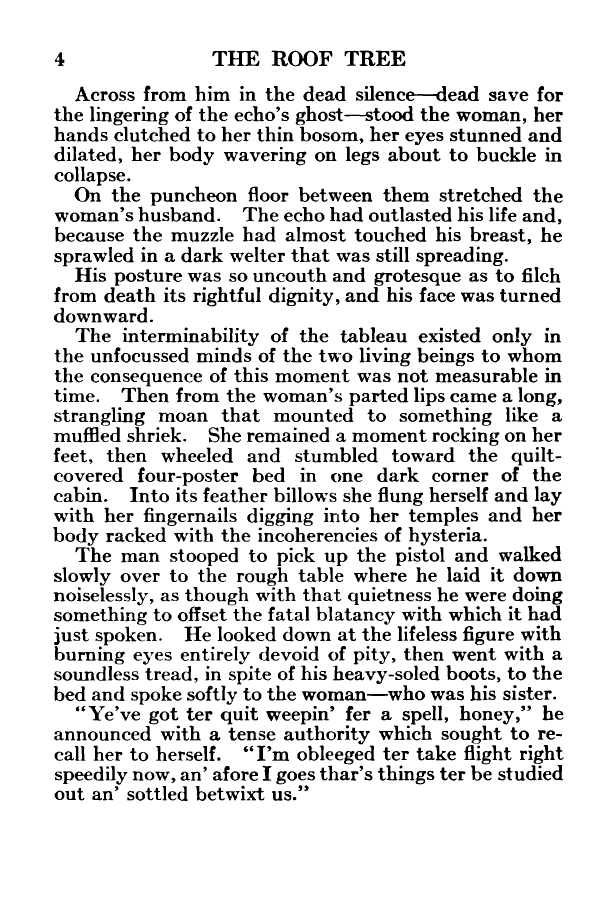 4 THE ROOF TREE
Across from him in the dead silence—dead save for
the lingering of the echo's ghost—stood the woman, her
hands clutched to her thin bosom, her eyes stunned and
dilated, her body wavering on legs about to buckle in
collapse.
On the puncheon floor between them stretched the
woman's husband. The echo had outlasted his life and,
because the muzzle had almost touched his breast, he
sprawled in a dark welter that was still spreading.
His posture was so uncouth and grotesque as to filch
from death its rightful dignity, and his face was turned
downward.
The interminability of the tableau existed only in
the unfocussed minds of the two living beings to whom
the consequence of this moment was not measurable in
time. Then from the woman's parted lips came a long,
strangling moan that mounted to something like a
muffled shriek. She remained a moment rocking on her
feet, then wheeled and stumbled toward the quilt-
covered four-poster bed in one dark corner of the
cabin. Into its feather billows she flung herself and lay
with her fingernails digging into her temples and her
body racked with the incoherencies of hysteria.
The man stooped to pick up the pistol and walked
slowly over to the rough table where he laid it down
noiselessly, as though with that quietness he were doing
something to offset the fatal blatancy with which it had
just spoken. He looked down at the lifeless figure with
burning eyes entirely devoid of pity, then went with a
soundless tread, in spite of his heavy-soled boots, to the
bed and spoke softly to the woman—who was his sister.
"Ye've got ter quit weepin' fer a spell, honey," he
announced with a tense authority which sought to re-
call her to herself. "I'm obleeged ter take flight right
speedily now, an' afore I goes thar's things ter be studied
out an' sottled betwixt us."